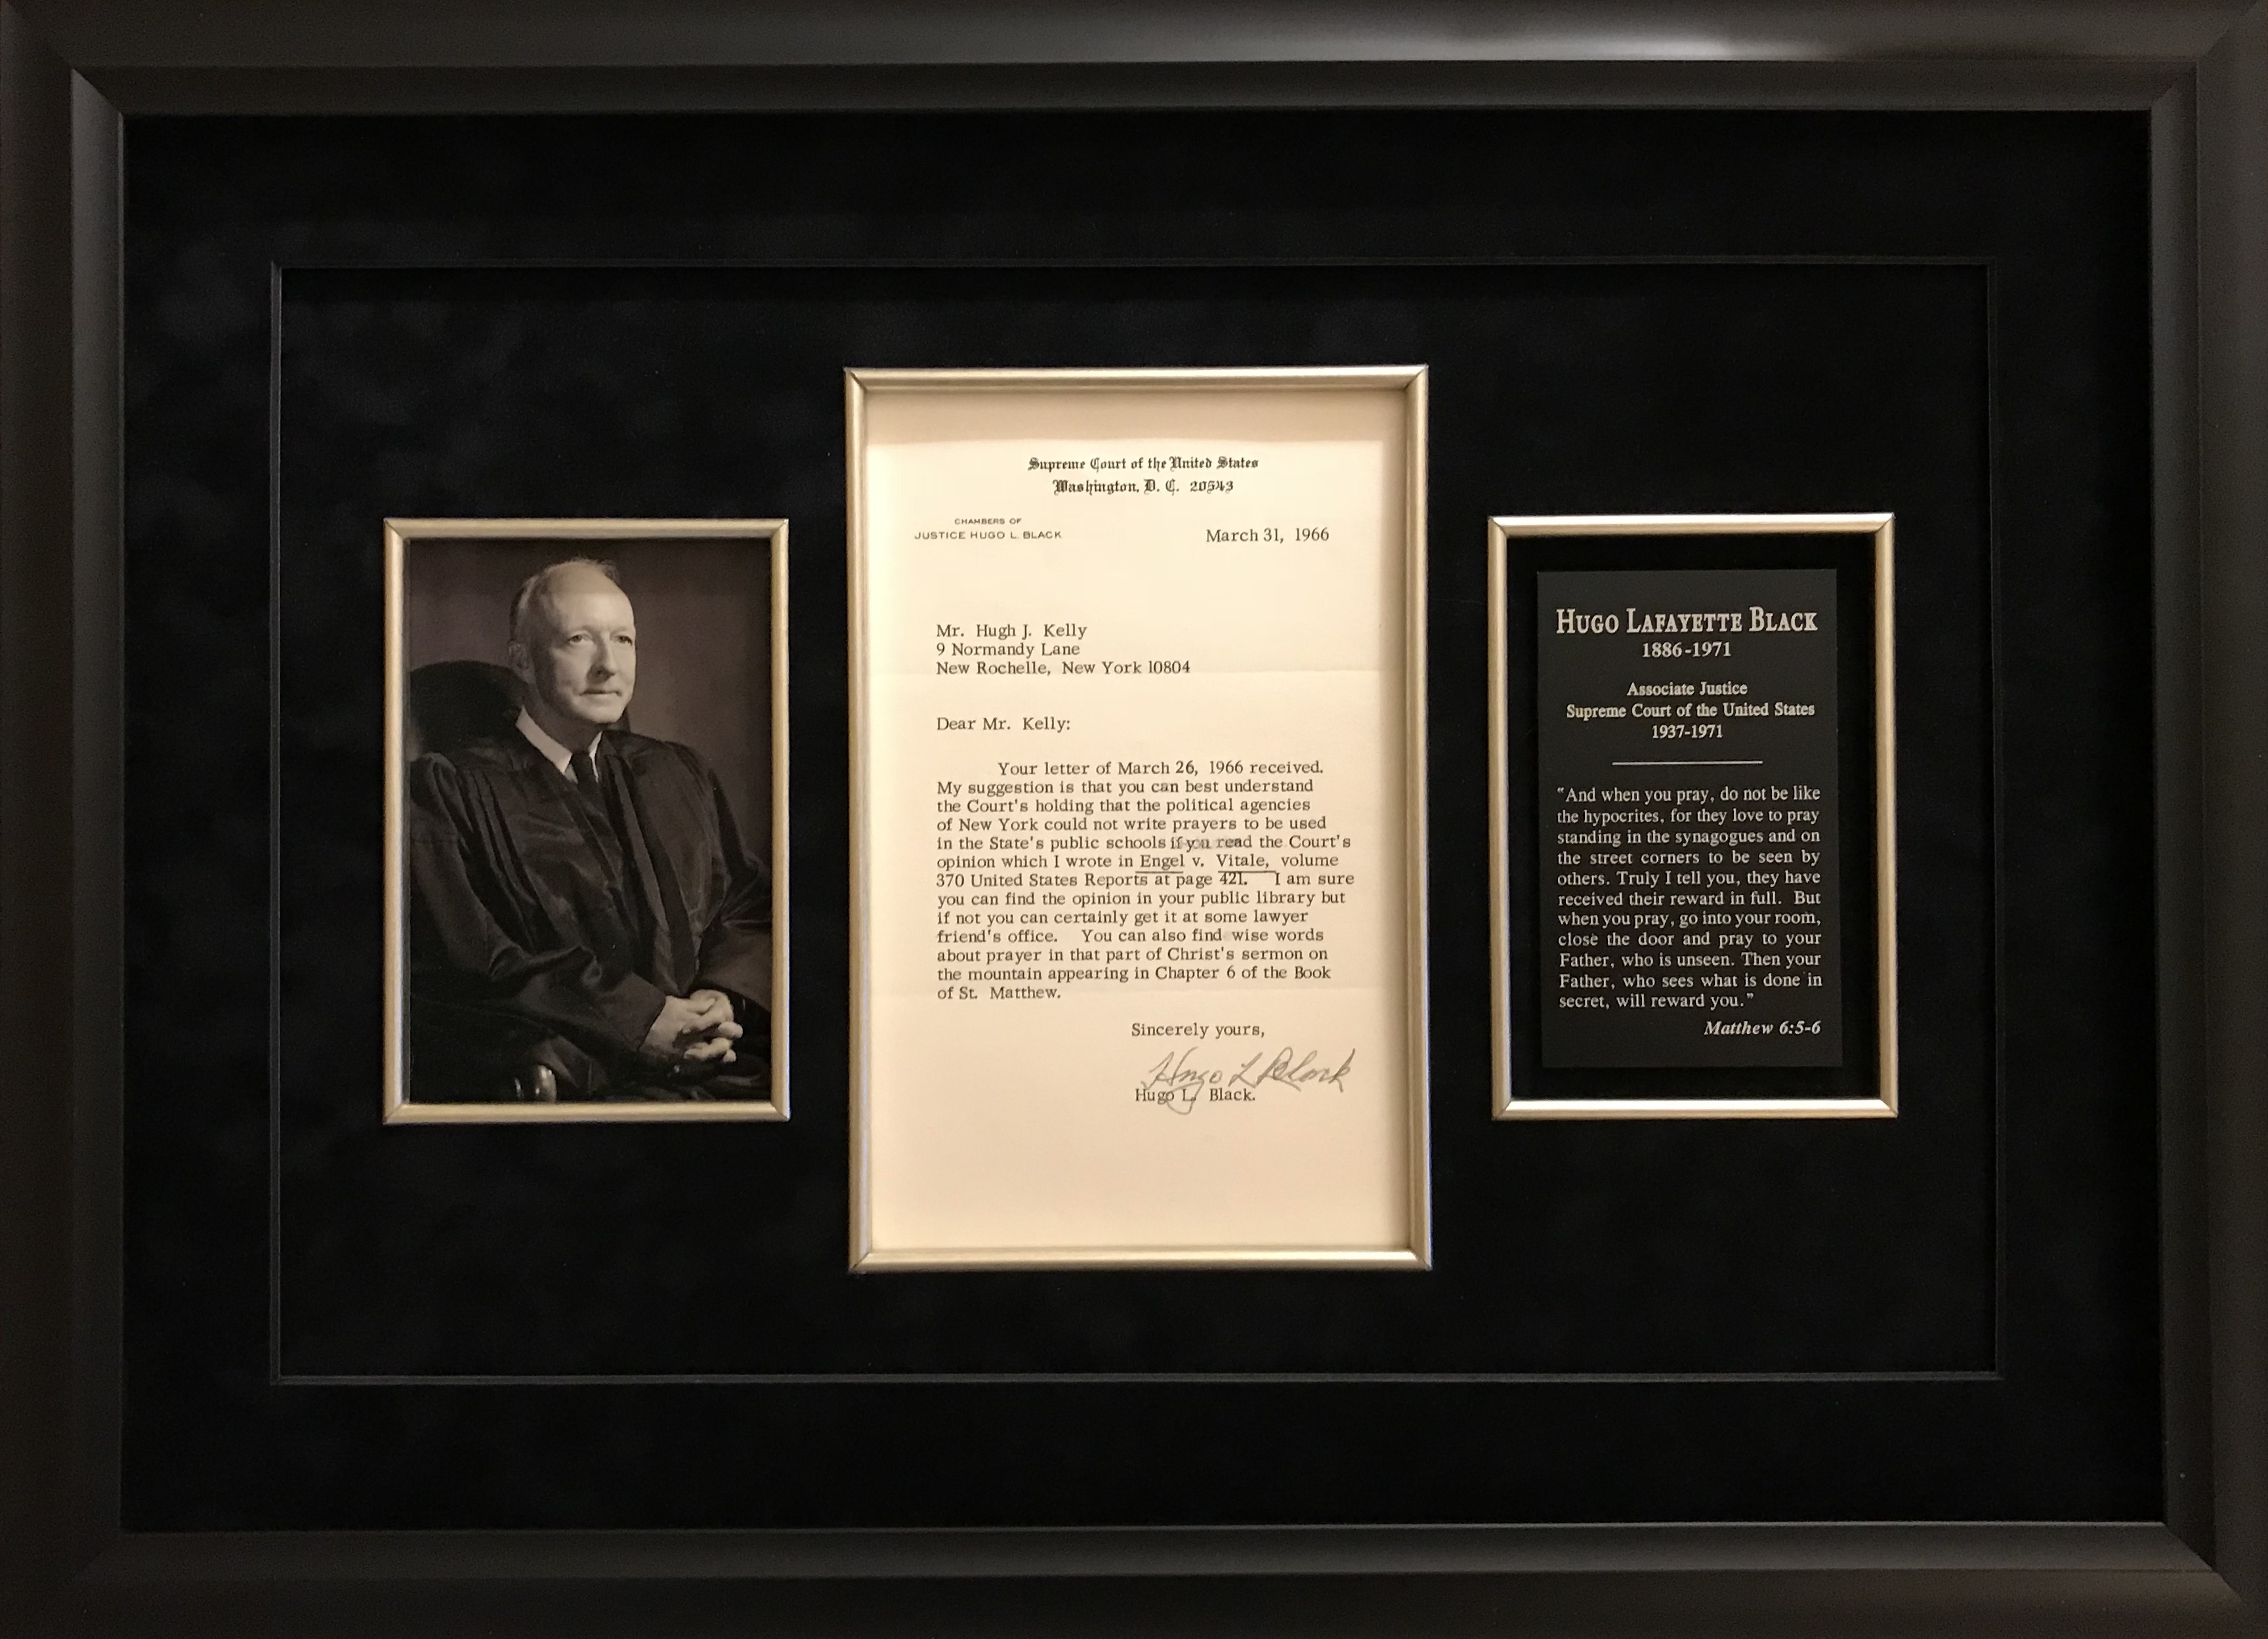 Supreme Court of the United States
Washington, D. C. 20543
CHAMBERS OF
JUSTICE HUGO L. BLACK
March 31, 1966
Mr. Hugh J. Kelly
9 Normandy Lane
New Rochelle, New York 10804
Dear Mr. Kelly:
Your letter of March 26, 1966 received.
My suggestion is that you can best understand
the Court's holding that the political agencies
of New York could not write prayers to be used
in the State's public schools if you read the Court's
opinion which I wrote in Engel v. Vitale, volume
370 United States Reports at page 421. I am sure
you can find the opinion in your public library but
if not you can certainly get it at some lawyer
friend's office. You can also find wise words
about prayer in that part of Christ's sermon on
the mountain appearing in Chapter 6 of the Book
of St. Matthew.
Sincerely yours,
Hugo L Black
Hugo L. Black.
HUGO LAFAYETTE BLACK
1886-1971
Associate Justice
Supreme Court of the United States
1937-1971
"And when you pray, do not be like
the hypocrites, for they love to pray
standing in the synagogues and on
the street corners to be seen by
others. Truly I tell you, they have
received their reward in full. But
when you pray, go into your room,
close the door and pray to your
Father, who is unseen. Then your
Father, who sees what is done in
secret, will reward you."
Matthew 6:5-6